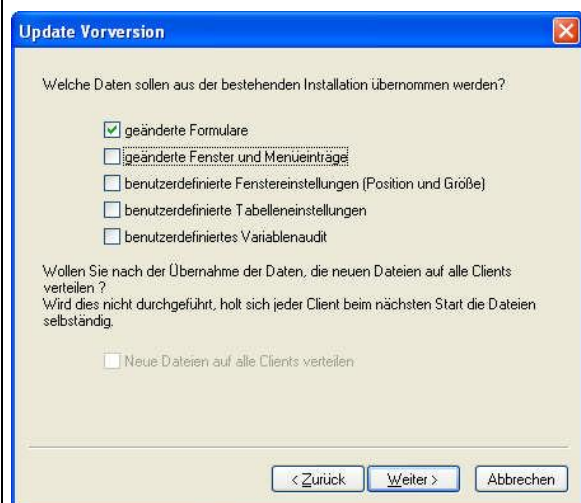 Update Vorversion
Welche Daten sollen aus der bestehenden Installation übernommen werden?
geänderte Formulare
geänderte Fenster und Menüeinträge
benutzerdefinierte Fenstereinstellungen (Position und Größe)
benutzerdefinierte Tabelleneinstellungen
benutzerdefiniertes Variablenaudit
Wollen Sie nach der Übernahme der Daten, die neuen Dateien auf alle Clients
verteilen ?
Wird dies nicht durchgeführt, holt sich jeder Client beim nächsten Start die Dateien
selbständig.
Neue Dateien auf alle Clients verteilen
< Zurück Weiter > Abbrechen